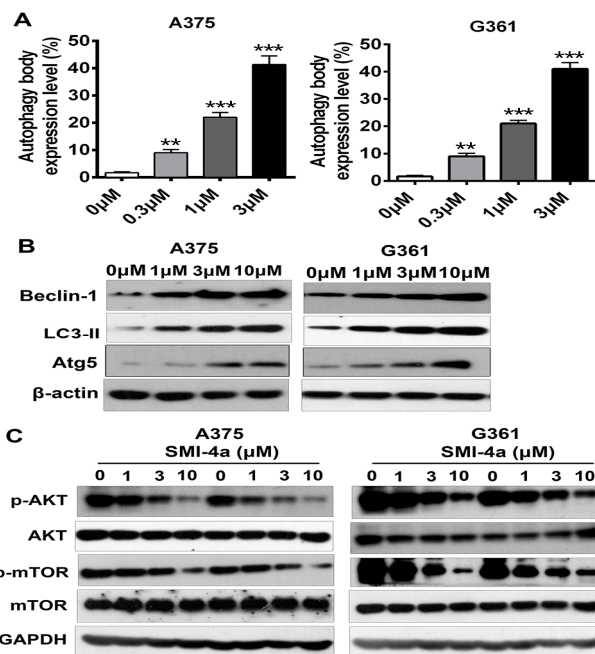 A
A375
G361
Autophagy body
expression level (%)
50
40
30
20
10
0
**
***
***
0µM
0.3µM
1µM
3µM
Autophagy body
expression level (%)
50
40
30
20
10
0
**
***
***
0µM
0.3µM
1µM
3µM
B
A375
G361
0µM 1µM 3µM 10µM
0µM 1µM 3µM 10µM
Beclin-1
LC3-II
Atg5
β-actin
C
A375
G361
SMI-4a (µM)
SMI-4a (µM)
0 1 3 10 0 1 3 10
0 1 3 10 0 1 3 10
p-AKT
AKT
p-mTOR
mTOR
GAPDH